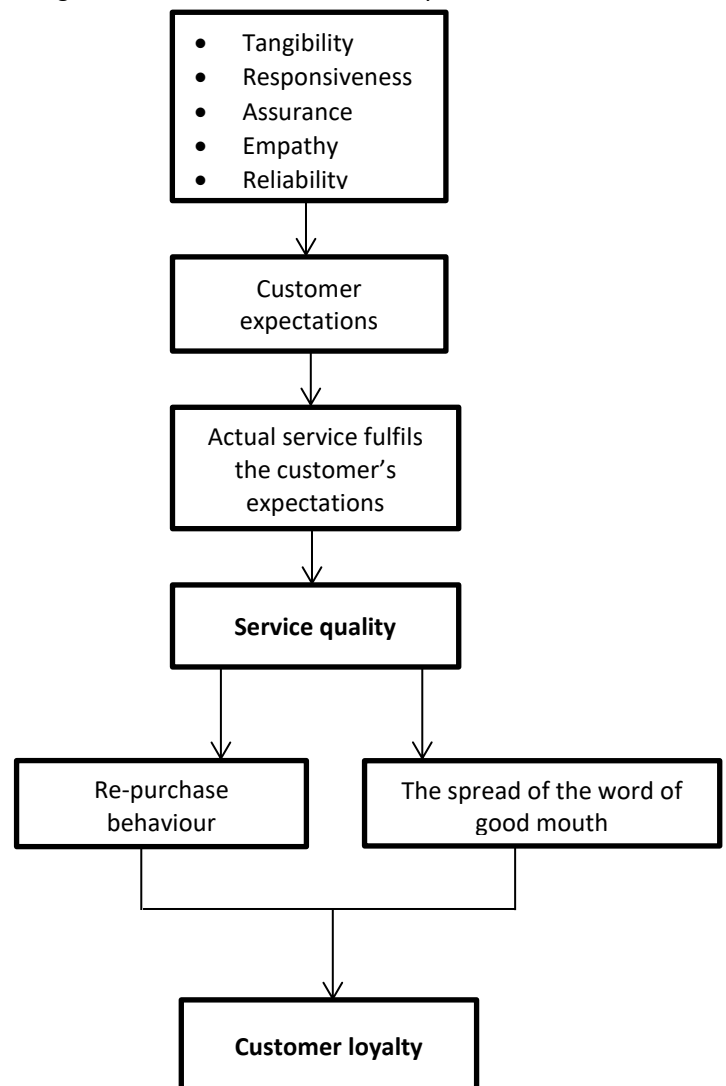 • Tangibility
• Responsiveness
• Assurance
• Empathy
• Reliability
Customer
expectations
Actual service fulfils
the customer’s
expectations
Service quality
Re-purchase
behaviour
The spread of the word of
good mouth
Customer loyalty